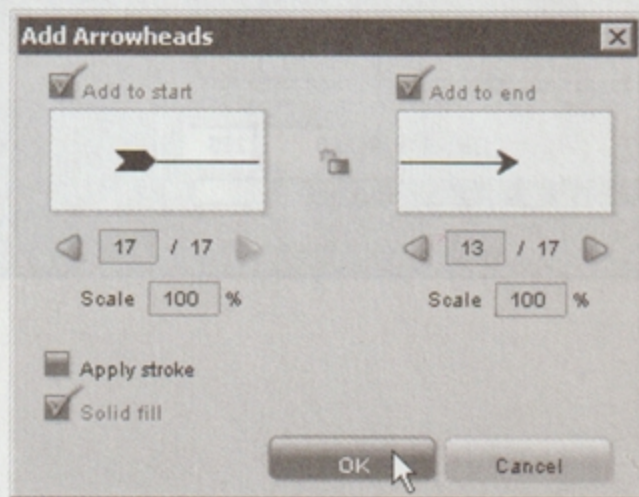 Add Arrowheads
Add to start
Add to end
17 / 17
13 / 17
Scale 100 %
Scale 100 %
Apply stroke
Solid fill
OK
Cancel